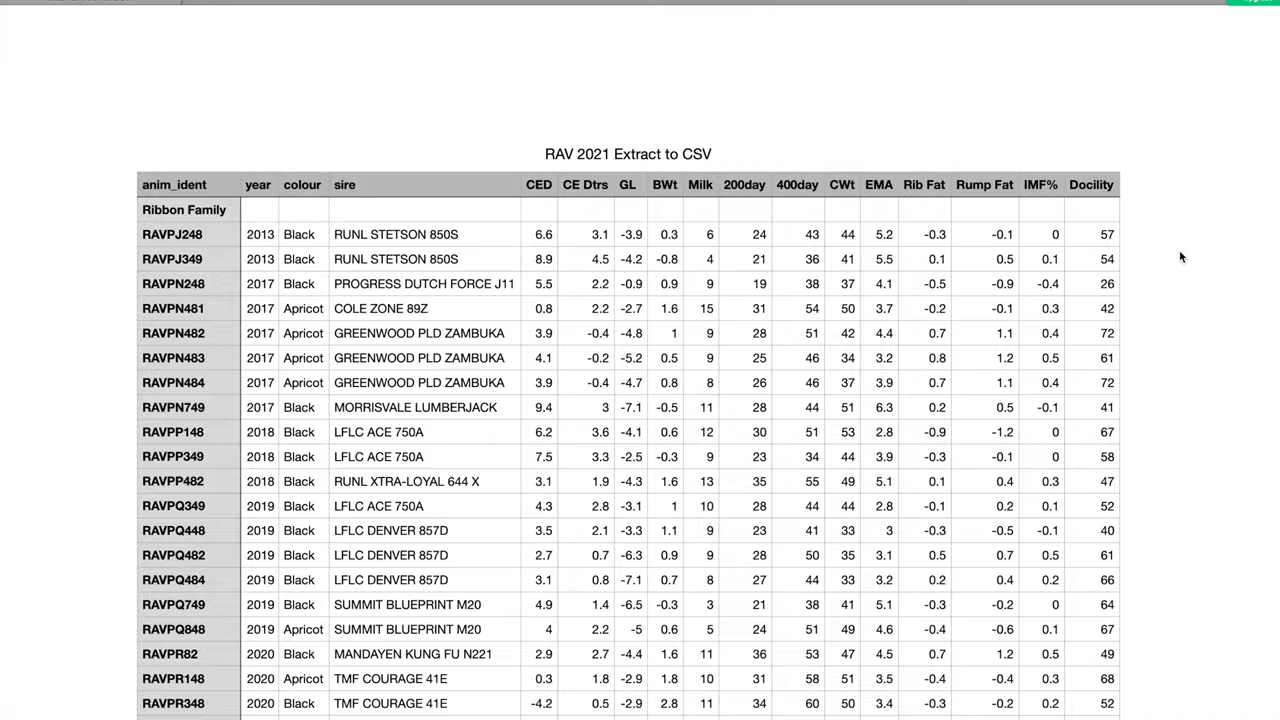 RAV 2021 Extract to CSV
anim_ident year colour sire CED CE Dtrs GL BWt Milk 200day 400day CWt EMA Rib Fat Rump Fat IMF% Docility
Ribbon Family
RAVPJ248 2013 Black RUNL STETSON 850S 6.6 3.1 -3.9 0.3 6 24 43 44 5.2 -0.3 -0.1 0 57
RAVPJ349 2013 Black RUNL STETSON 850S 8.9 4.5 -4.2 -0.8 4 21 36 41 5.5 0.1 0.5 0.1 54
RAVPN248 2017 Black PROGRESS DUTCH FORCE J11 5.5 2.2 -0.9 0.9 9 19 38 37 4.1 -0.5 -0.9 -0.4 26
RAVPN481 2017 Apricot COLE ZONE 89Z 0.8 2.2 -2.7 1.6 15 31 54 50 3.7 -0.2 -0.1 0.3 42
RAVPN482 2017 Apricot GREENWOOD PLD ZAMBUKA 3.9 -0.4 -4.8 1 9 28 51 42 4.4 0.7 1.1 0.4 72
RAVPN483 2017 Apricot GREENWOOD PLD ZAMBUKA 4.1 -0.2 -5.2 0.5 9 25 46 34 3.2 0.8 1.2 0.5 61
RAVPN484 2017 Apricot GREENWOOD PLD ZAMBUKA 3.9 -0.4 -4.7 0.8 8 26 46 37 3.9 0.7 1.1 0.4 72
RAVPN749 2017 Black MORRISVALE LUMBERJACK 9.4 3 -7.1 -0.5 11 28 44 51 6.3 0.2 0.5 -0.1 41
RAVPP148 2018 Black LFLC ACE 750A 6.2 3.6 -4.1 0.6 12 30 51 53 2.8 -0.9 -1.2 0 67
RAVPP349 2018 Black LFLC ACE 750A 7.5 3.3 -2.5 -0.3 9 23 34 44 3.9 -0.3 -0.1 0 58
RAVPP482 2018 Black RUNL XTRA-LOYAL 644 X 3.1 1.9 -4.3 1.6 13 35 55 49 5.1 0.1 0.4 0.3 47
RAVPQ349 2019 Black LFLC ACE 750A 4.3 2.8 -3.1 1 10 28 44 44 2.8 -0.1 0.2 0.1 52
RAVPQ448 2019 Black LFLC DENVER 857D 3.5 2.1 -3.3 1.1 9 23 41 33 3 -0.3 -0.5 -0.1 40
RAVPQ482 2019 Black LFLC DENVER 857D 2.7 0.7 -6.3 0.9 9 28 50 35 3.1 0.5 0.7 0.5 61
RAVPQ484 2019 Black LFLC DENVER 857D 3.1 0.8 -7.1 0.7 8 27 44 33 3.2 0.2 0.4 0.2 66
RAVPQ749 2019 Black SUMMIT BLUEPRINT M20 4.9 1.4 -6.5 -0.3 3 21 38 41 5.1 -0.3 -0.2 0 64
RAVPQ848 2019 Apricot SUMMIT BLUEPRINT M20 4 2.2 -5 0.6 5 24 51 49 4.6 -0.4 -0.6 0.1 67
RAVPR82 2020 Black MANDAYEN KUNG FU N221 2.9 2.7 -4.4 1.6 11 36 53 47 4.5 0.7 1.2 0.5 49
RAVPR148 2020 Apricot TMF COURAGE 41E 0.3 1.8 -2.9 1.8 10 31 58 51 3.5 -0.4 -0.4 0.3 68
RAVPR348 2020 Black TMF COURAGE 41E -4.2 0.5 -2.9 2.8 11 34 60 50 3.4 -0.3 -0.2 0.2 52